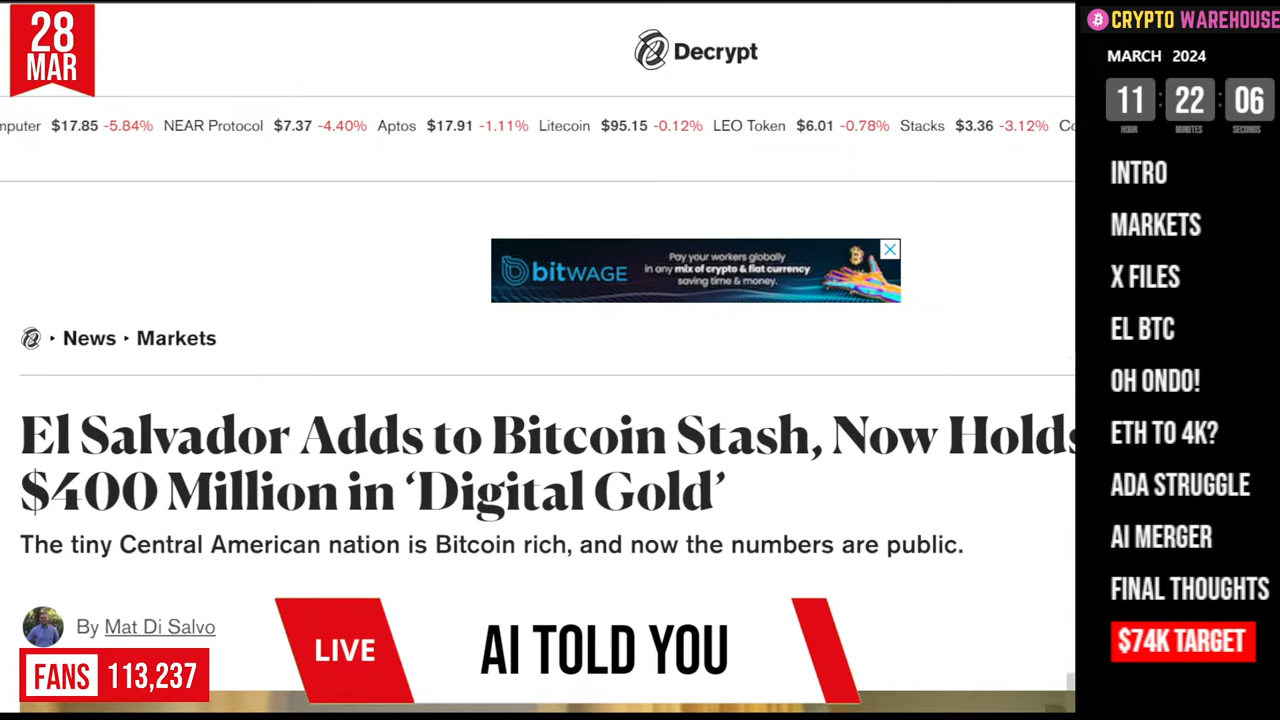 28
MAR
Decrypt
mputer $17.85 -5.84% NEAR Protocol $7.37 -4.40% Aptos $17.91 -1.11% Litecoin $95.15 -0.12% LEO Token $6.01 -0.78% Stacks $3.36 -3.12% Co
bitWAGE
Pay your workers globally
in any mix of crypto & fiat currency
saving time & money.
News • Markets
El Salvador Adds to Bitcoin Stash, Now Holds
$400 Million in ‘Digital Gold’
The tiny Central American nation is Bitcoin rich, and now the numbers are public.
By Mat Di Salvo
FANS 113,237
LIVE
AI TOLD YOU
CRYPTO WAREHOUSE
MARCH 2024
11 : 22 : 06
HOUR MINUTES SECONDS
INTRO
MARKETS
X FILES
EL BTC
OH ONDO!
ETH TO 4K?
ADA STRUGGLE
AI MERGER
FINAL THOUGHTS
$74K TARGET